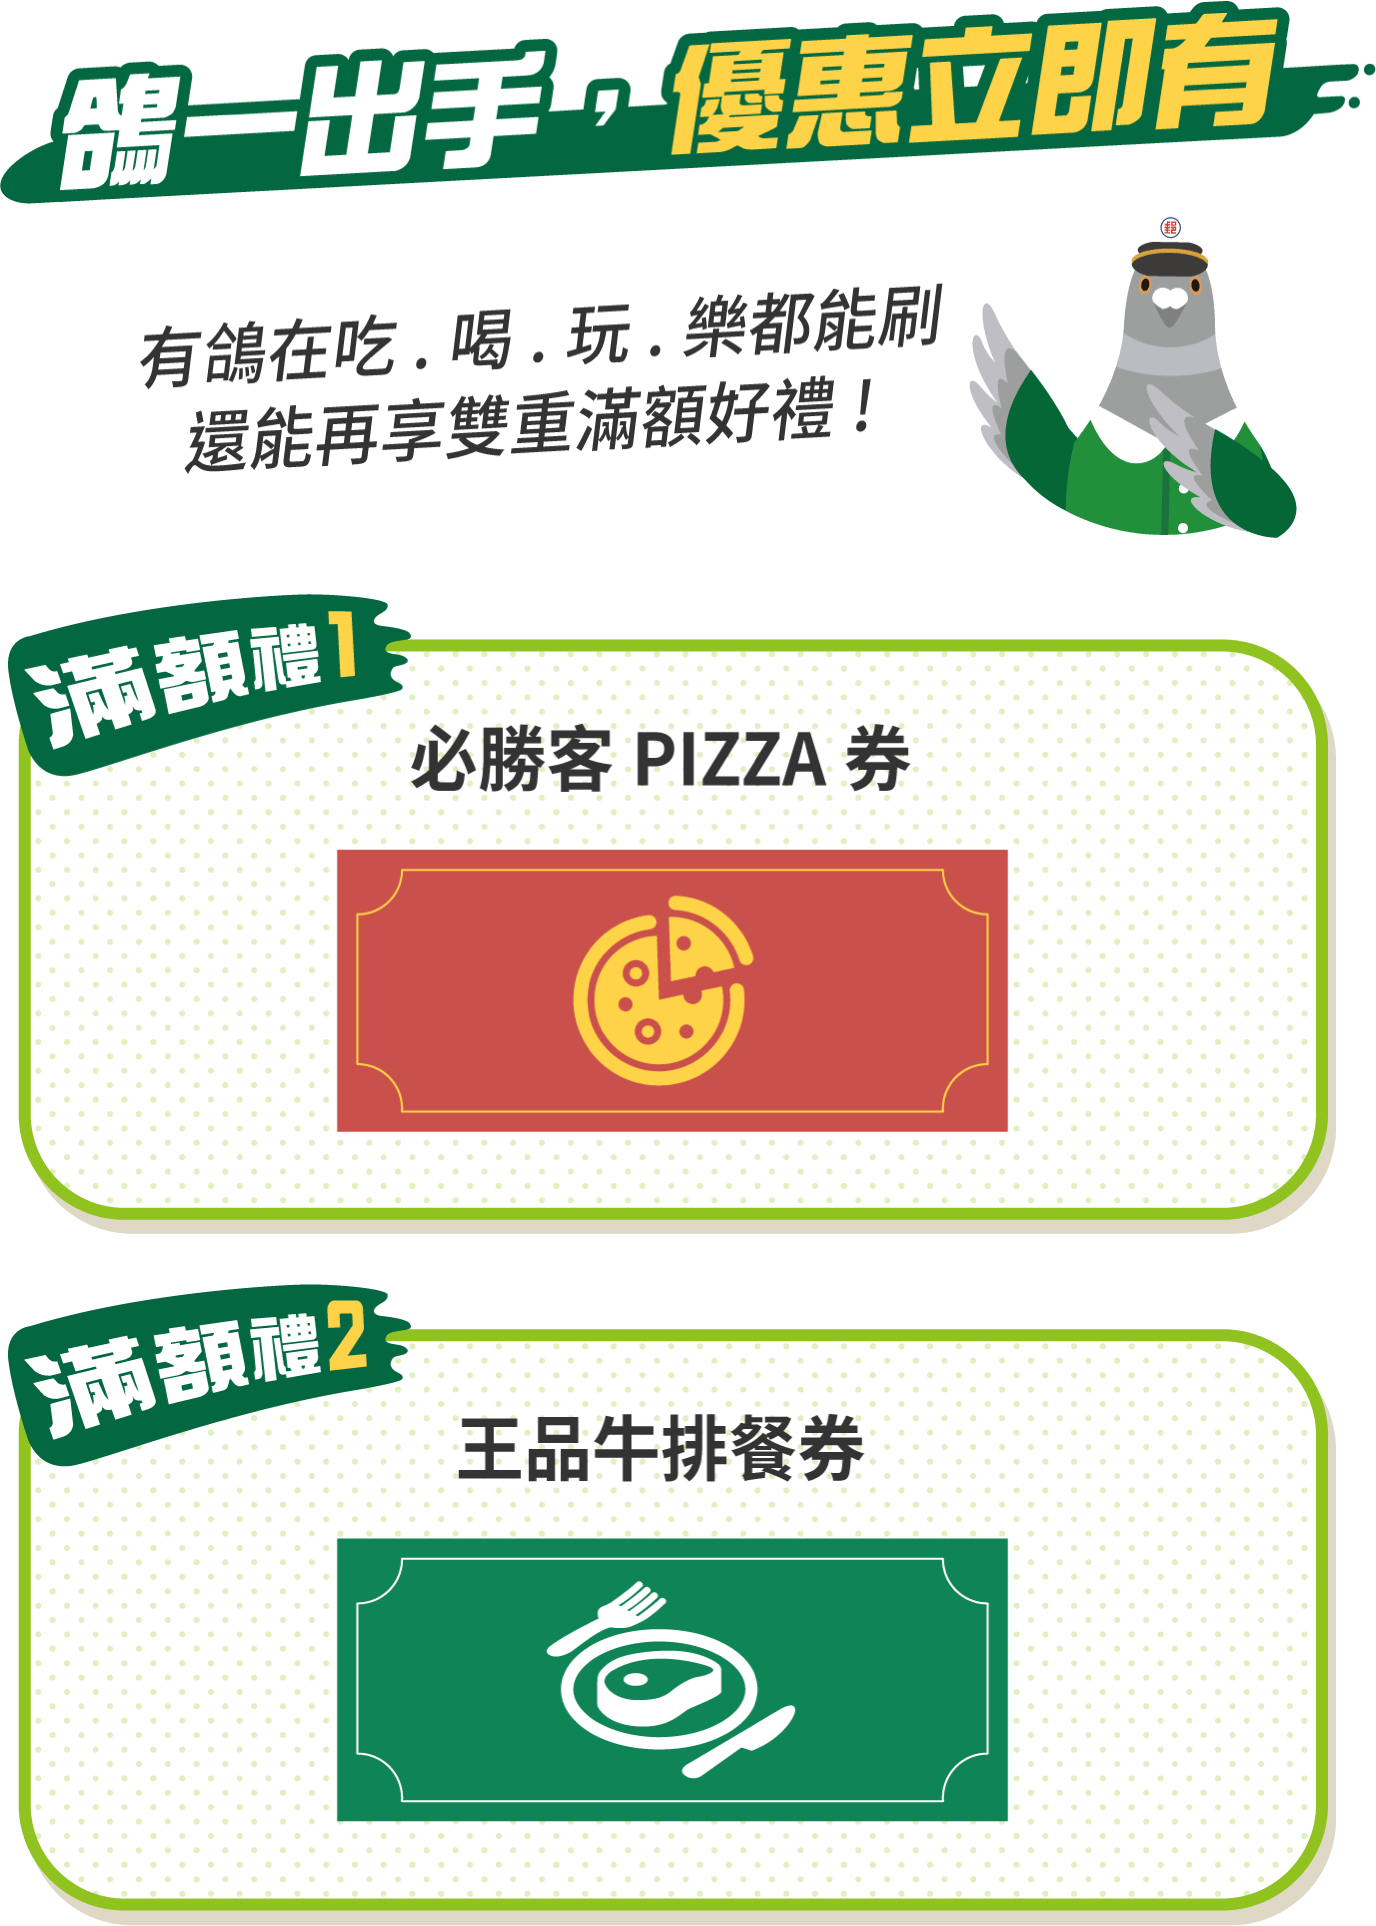 鴿一出手，優惠立即有
郵
有鴿在吃.喝.玩.樂都能刷
還能再享雙重滿額好禮！
滿額禮1
必勝客 PIZZA 券
滿額禮2
王品牛排餐券